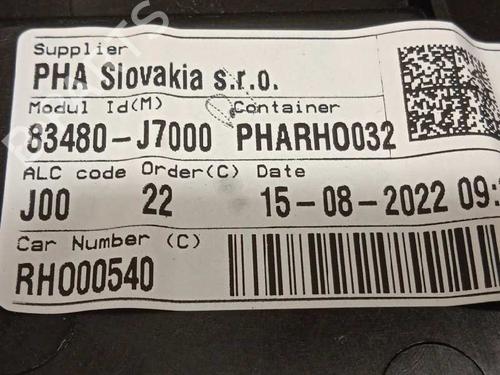 Supplier
PHA Slovakia s.r.o.
Modul Id(M) Container
83480-J7000 PHARHO032
ALC code Order(C) Date
J00 22 15-08-2022 09:
Car Number (C)
RH000540